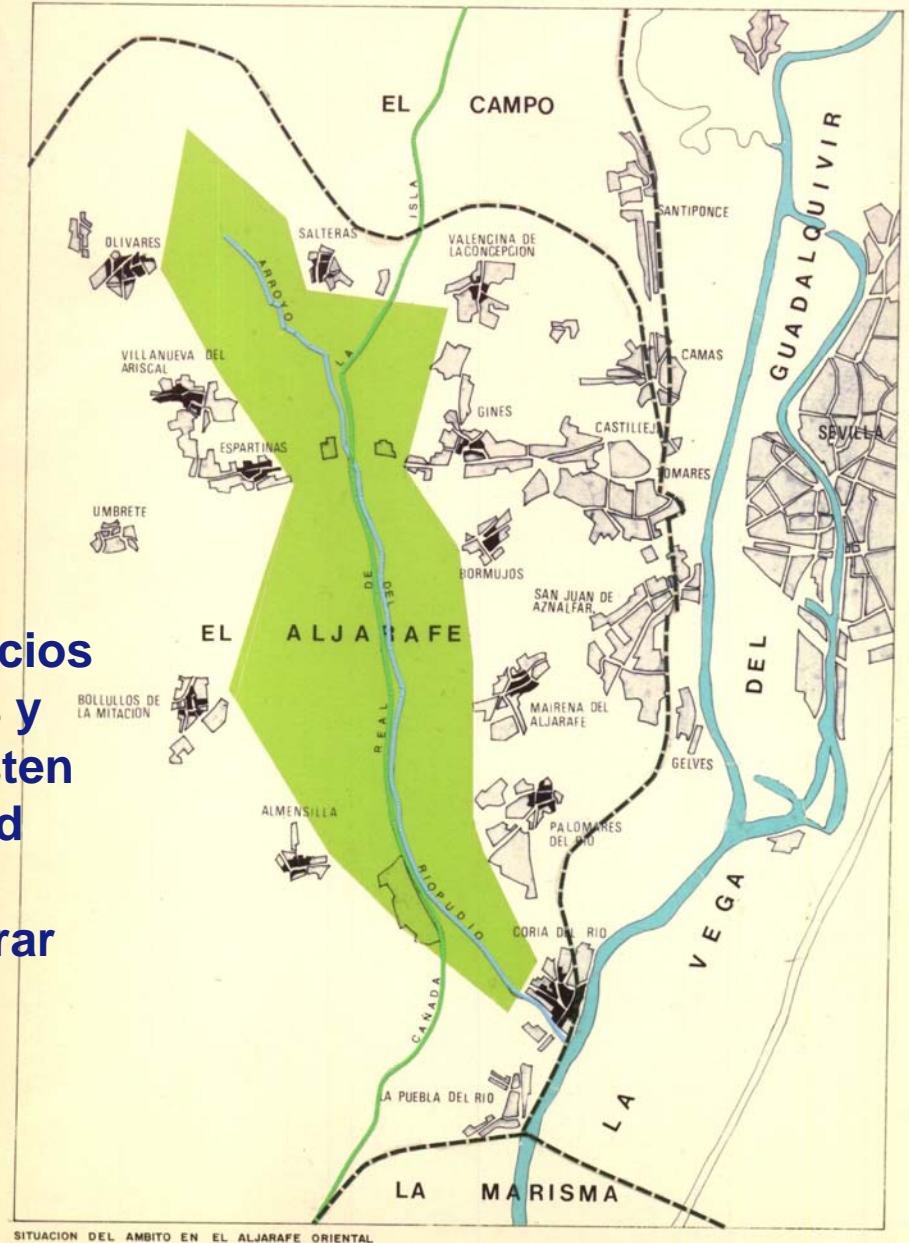 EL CAMPO
ISLA
SANTIPONCE
OLIVARES
SALTERAS
VALENCINA DE
LACONCEPCION
ARROYO
LA
VILLANUEVA DEL
ARISCAL
CAMAS
GINES
CASTILLEJ
ESPARTINAS
SEVILLA
TOMARES
UMBRETE
BORMUJOS
DE
DEL
SAN JUAN DE
AZNALFAR.
EL ALJARAFE
cios
y
sten
d
rar
BOLLULLOS DE
LA MITACION
REAL
MAIRENA DEL
ALJARAFE
GELVES
ALMENSILLA
PALOMARES
DEL RIO
RIOPUDIO
CORIA DEL RIO
CAÑADA
LA PUEBLA DEL RIO
LA VEGA DEL GUADALQUIVIR
LA MARISMA
SITUACION DEL AMBITO EN EL ALJARAFE ORIENTAL